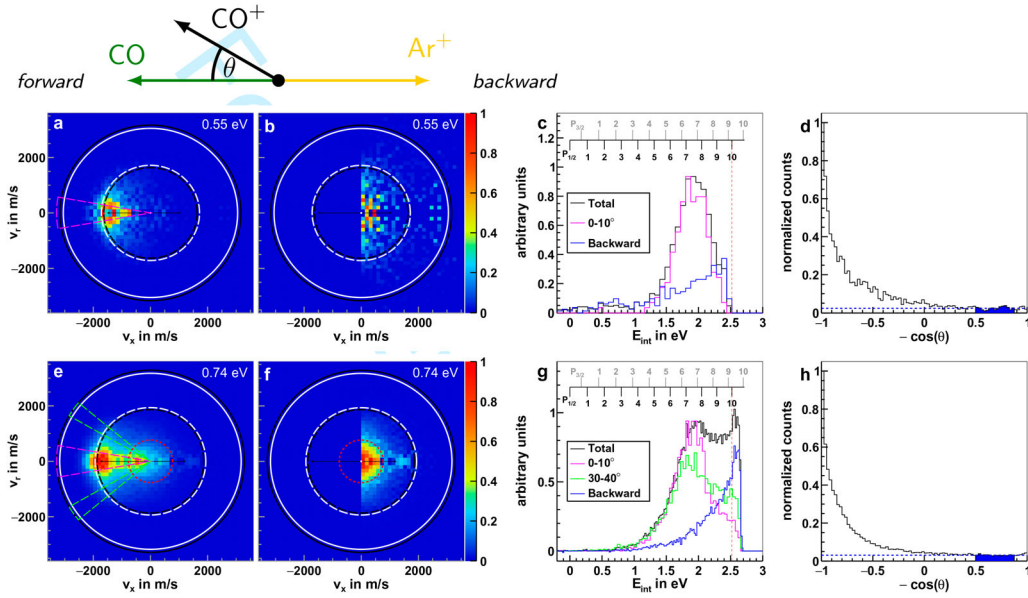 CO⁺
CO
θ
Ar⁺
forward
backward
a
0.55 eV
b
0.55 eV
c
d
1
0.8
0.6
0.4
0.2
0
2000
0
−2000
v_r in m/s
−2000 0 2000
v_x in m/s
−2000 0 2000
v_x in m/s
P_3/2 1 2 3 4 5 6 7 8 9 10
P_1/2 1 2 3 4 5 6 7 8 9 10
1.2
1
0.8
0.6
0.4
0.2
0
arbitrary units
Total
0-10°
Backward
0 0.5 1 1.5 2 2.5 3
E_int in eV
1
0.8
0.6
0.4
0.2
0
normalized counts
−1 −0.5 0 0.5 1
− cos(θ)
e
0.74 eV
f
0.74 eV
g
h
1
0.8
0.6
0.4
0.2
0
2000
0
−2000
v_r in m/s
−2000 0 2000
v_x in m/s
−2000 0 2000
v_x in m/s
P_3/2 1 2 3 4 5 6 7 8 9 10
P_1/2 1 2 3 4 5 6 7 8 9 10
1
0.5
0
arbitrary units
Total
0-10°
30-40°
Backward
0 0.5 1 1.5 2 2.5 3
E_int in eV
1
0.8
0.6
0.4
0.2
0
normalized counts
−1 −0.5 0 0.5 1
− cos(θ)